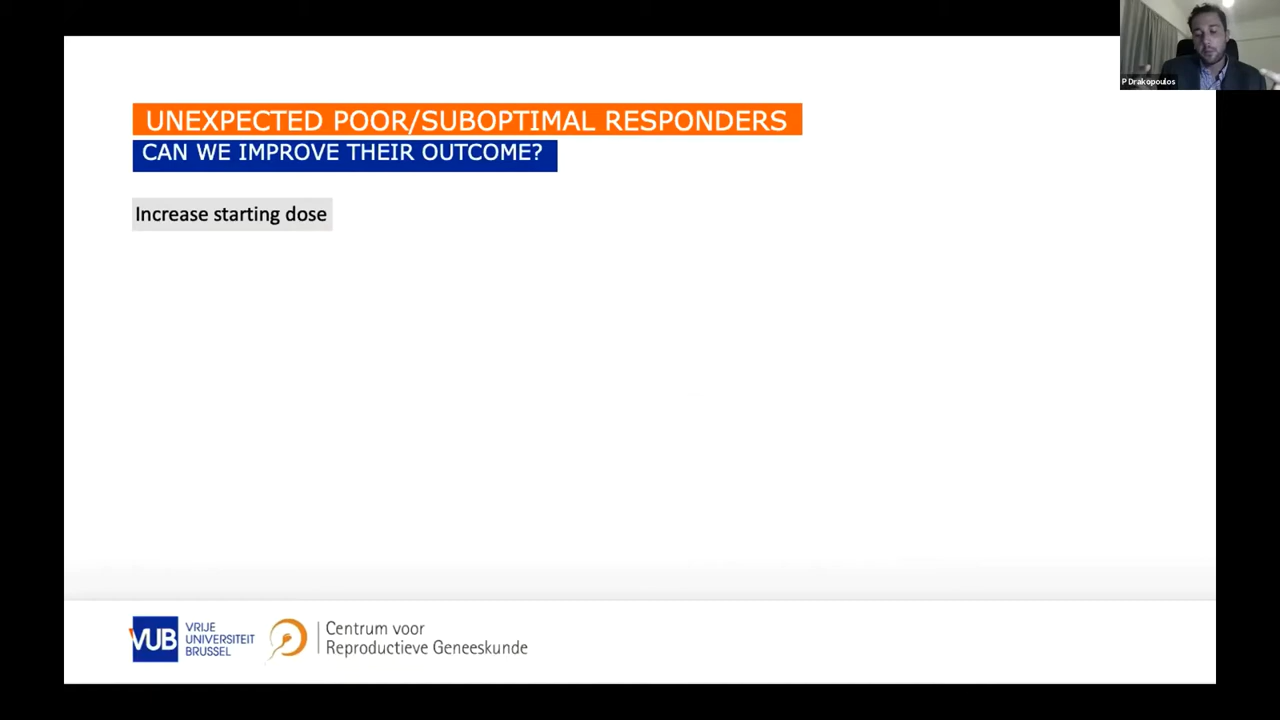 P Drakopoulos
UNEXPECTED POOR/SUBOPTIMAL RESPONDERS
CAN WE IMPROVE THEIR OUTCOME?
Increase starting dose
VUB
VRIJE
UNIVERSITEIT
BRUSSEL
Centrum voor
Reproductieve Geneeskunde